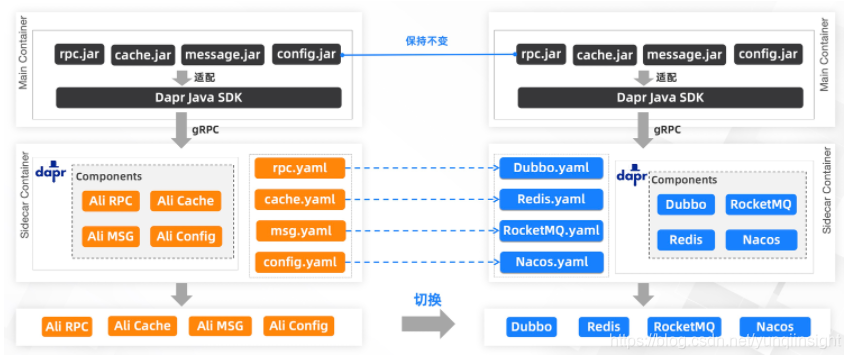 Main Container
rpc.jar
cache.jar
message.jar
config.jar
适配
Dapr Java SDK
gRPC
保持不变
rpc.jar
cache.jar
message.jar
config.jar
适配
Dapr Java SDK
gRPC
Main Container
Sidecar Container
dapr
Components
Ali RPC
Ali Cache
Ali MSG
Ali Config
rpc.yaml
cache.yaml
msg.yaml
config.yaml
Dubbo.yaml
Redis.yaml
RocketMQ.yaml
Nacos.yaml
dapr
Components
Dubbo
RocketMQ
Redis
Nacos
Sidecar Container
Ali RPC
Ali Cache
Ali MSG
Ali Config
切换
Dubbo
Redis
RocketMQ
Nacos
https://blog.csdn.net/yunqiinsight